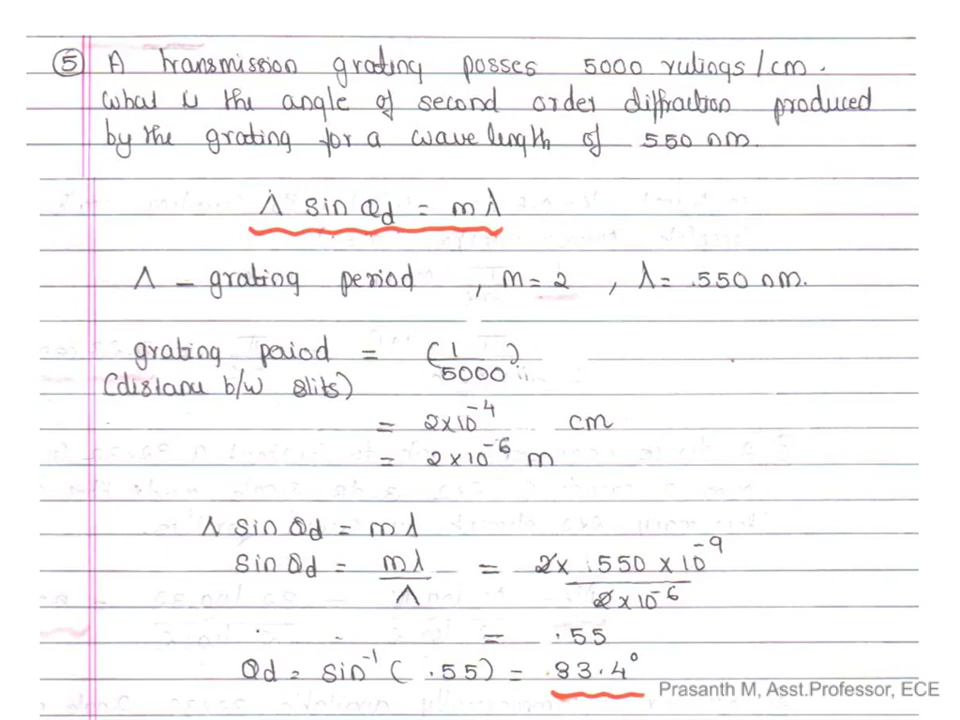 ⑤ A transmission grating posses 5000 rulings/cm.
What is the angle of second order diffraction produced
by the grating for a wavelength of 550 nm.
Λ sin θd = mλ
Λ – grating period , m = 2 , λ = 550 nm.
grating period = (1/5000)
(distance b/w slits)
= 2×10⁻⁴ cm
= 2×10⁻⁶ m
Λ sin θd = mλ
sin θd = mλ/Λ = 2 × 550 × 10⁻⁹ / 2×10⁻⁶
= .55
θd = sin⁻¹ ( .55) = 33.4°
Prasanth M, Asst.Professor, ECE